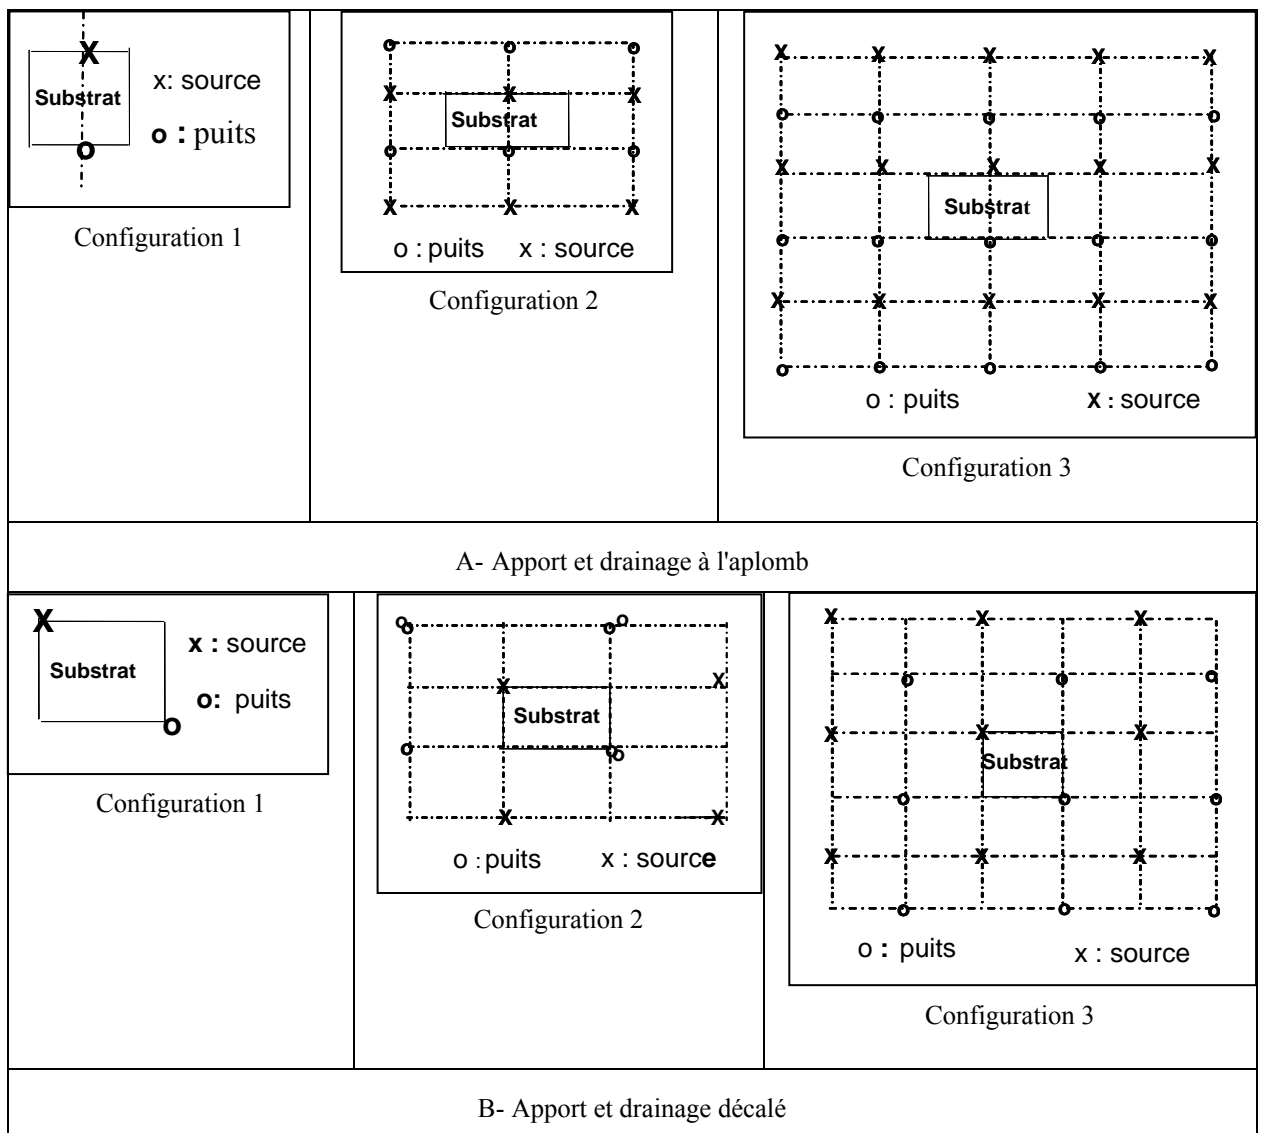 Substrat
x: source
o : puits
Configuration 1
Substrat
o : puits x : source
Configuration 2
Substrat
o : puits X : source
Configuration 3
A- Apport et drainage à l'aplomb
Substrat
x : source
o: puits
Configuration 1
Substrat
o : puits x : source
Configuration 2
Substrat
o : puits x : source
Configuration 3
B- Apport et drainage décalé